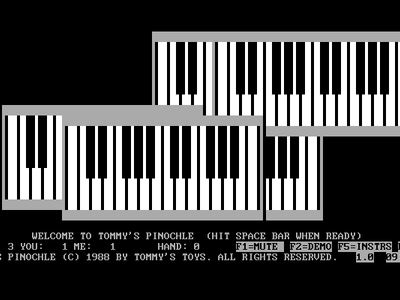 WELCOME TO TOMMY'S PINOCHLE (HIT SPACE BAR WHEN READY)
3 YOU: 1 ME: 1 HAND: 0 F1=MUTE F2=DEMO F5=INSTRS
PINOCHLE (C) 1988 BY TOMMY'S TOYS. ALL RIGHTS RESERVED. 1.0 09